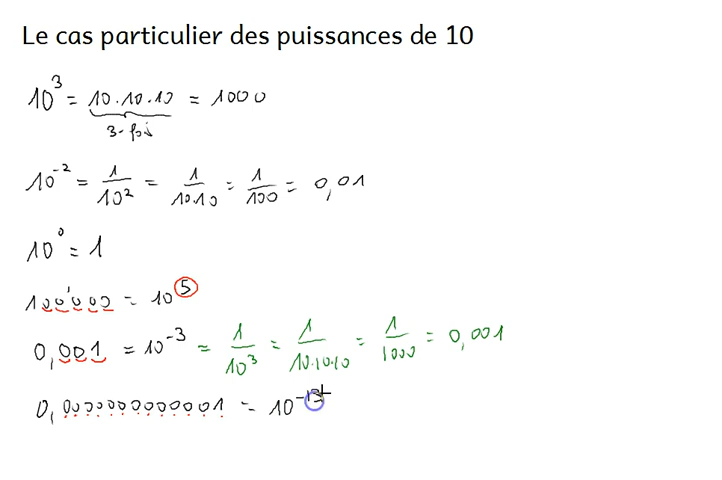 Le cas particulier des puissances de 10
10³ = 10·10·10 = 1000
3-fois
10⁻² = 1/10² = 1/10·10 = 1/100 = 0,01
10⁰ = 1
100'000 = 10⁵
0,001 = 10⁻³ = 1/10³ = 1/10·10·10 = 1/1000 = 0,001
= 10